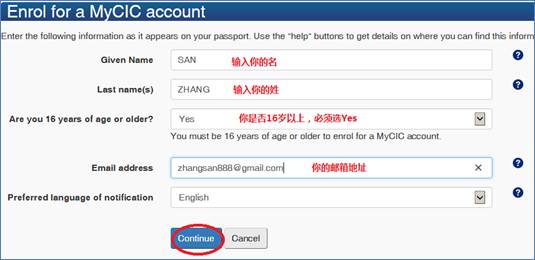 Enrol for a MyCIC account
Enter the following information as it appears on your passport. Use the “help” buttons to get details on where you can find this inform
Given Name SAN 输入你的名 ?
Last name(s) ZHANG 输入你的姓 ?
Are you 16 years of age or older? Yes 你是否16岁以上，必须选Yes ?
You must be 16 years of age or older to enrol for a MyCIC account.
Email address zhangsan888@gmail.com 你的邮箱地址 × ?
Preferred language of notification English ?
Continue Cancel